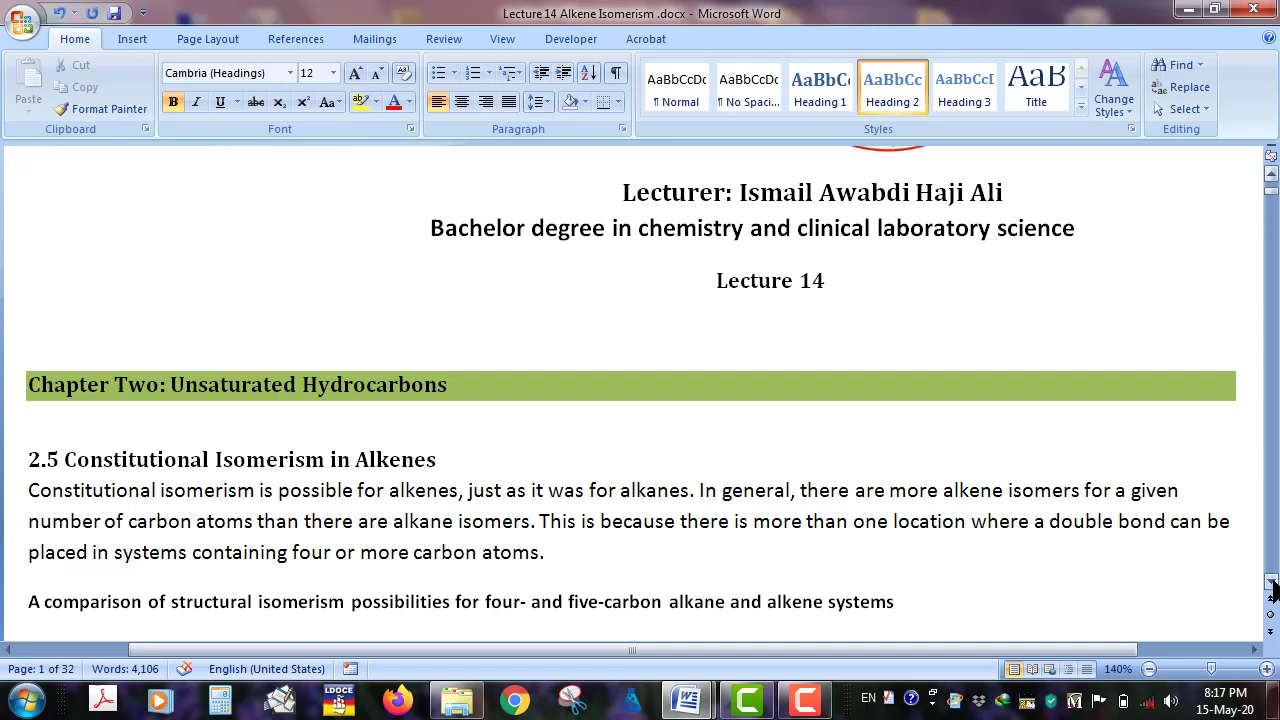 Lecture 14 Alkene Isomerism .docx - Microsoft Word
Home Insert Page Layout References Mailings Review View Developer Acrobat
Paste
Cut
Copy
Format Painter
Clipboard
Cambria (Headings) 12
B I U abc x₂ x² Aa
Font
Paragraph
AaBbCcDc AaBbCcDc AaBbC AaBbCc AaBbCcI AaB
¶ Normal ¶ No Spaci... Heading 1 Heading 2 Heading 3 Title
Change Styles
Styles
Find
Replace
Select
Editing
Lecturer: Ismail Awabdi Haji Ali
Bachelor degree in chemistry and clinical laboratory science
Lecture 14
Chapter Two: Unsaturated Hydrocarbons
2.5 Constitutional Isomerism in Alkenes
Constitutional isomerism is possible for alkenes, just as it was for alkanes. In general, there are more alkene isomers for a given
number of carbon atoms than there are alkane isomers. This is because there is more than one location where a double bond can be
placed in systems containing four or more carbon atoms.
A comparison of structural isomerism possibilities for four- and five-carbon alkane and alkene systems
Page: 1 of 32 Words: 4,106 English (United States) 140%
LDOCE
EN
8:17 PM
15-May-20